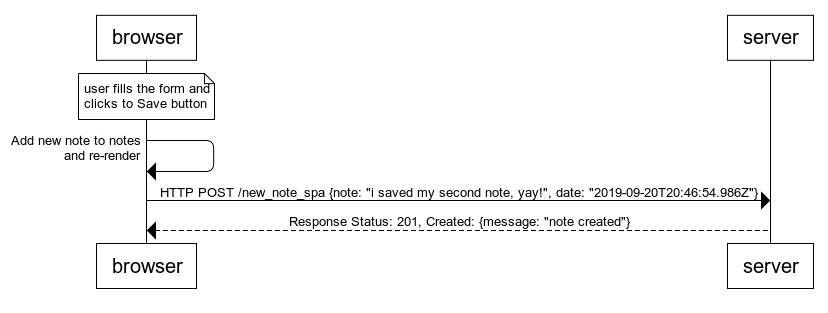 browser
server
user fills the form and
clicks to Save button
Add new note to notes
and re-render
HTTP POST /new_note_spa {note: "i saved my second note, yay!", date: "2019-09-20T20:46:54.986Z"}
Response Status: 201, Created: {message: "note created"}
browser
server